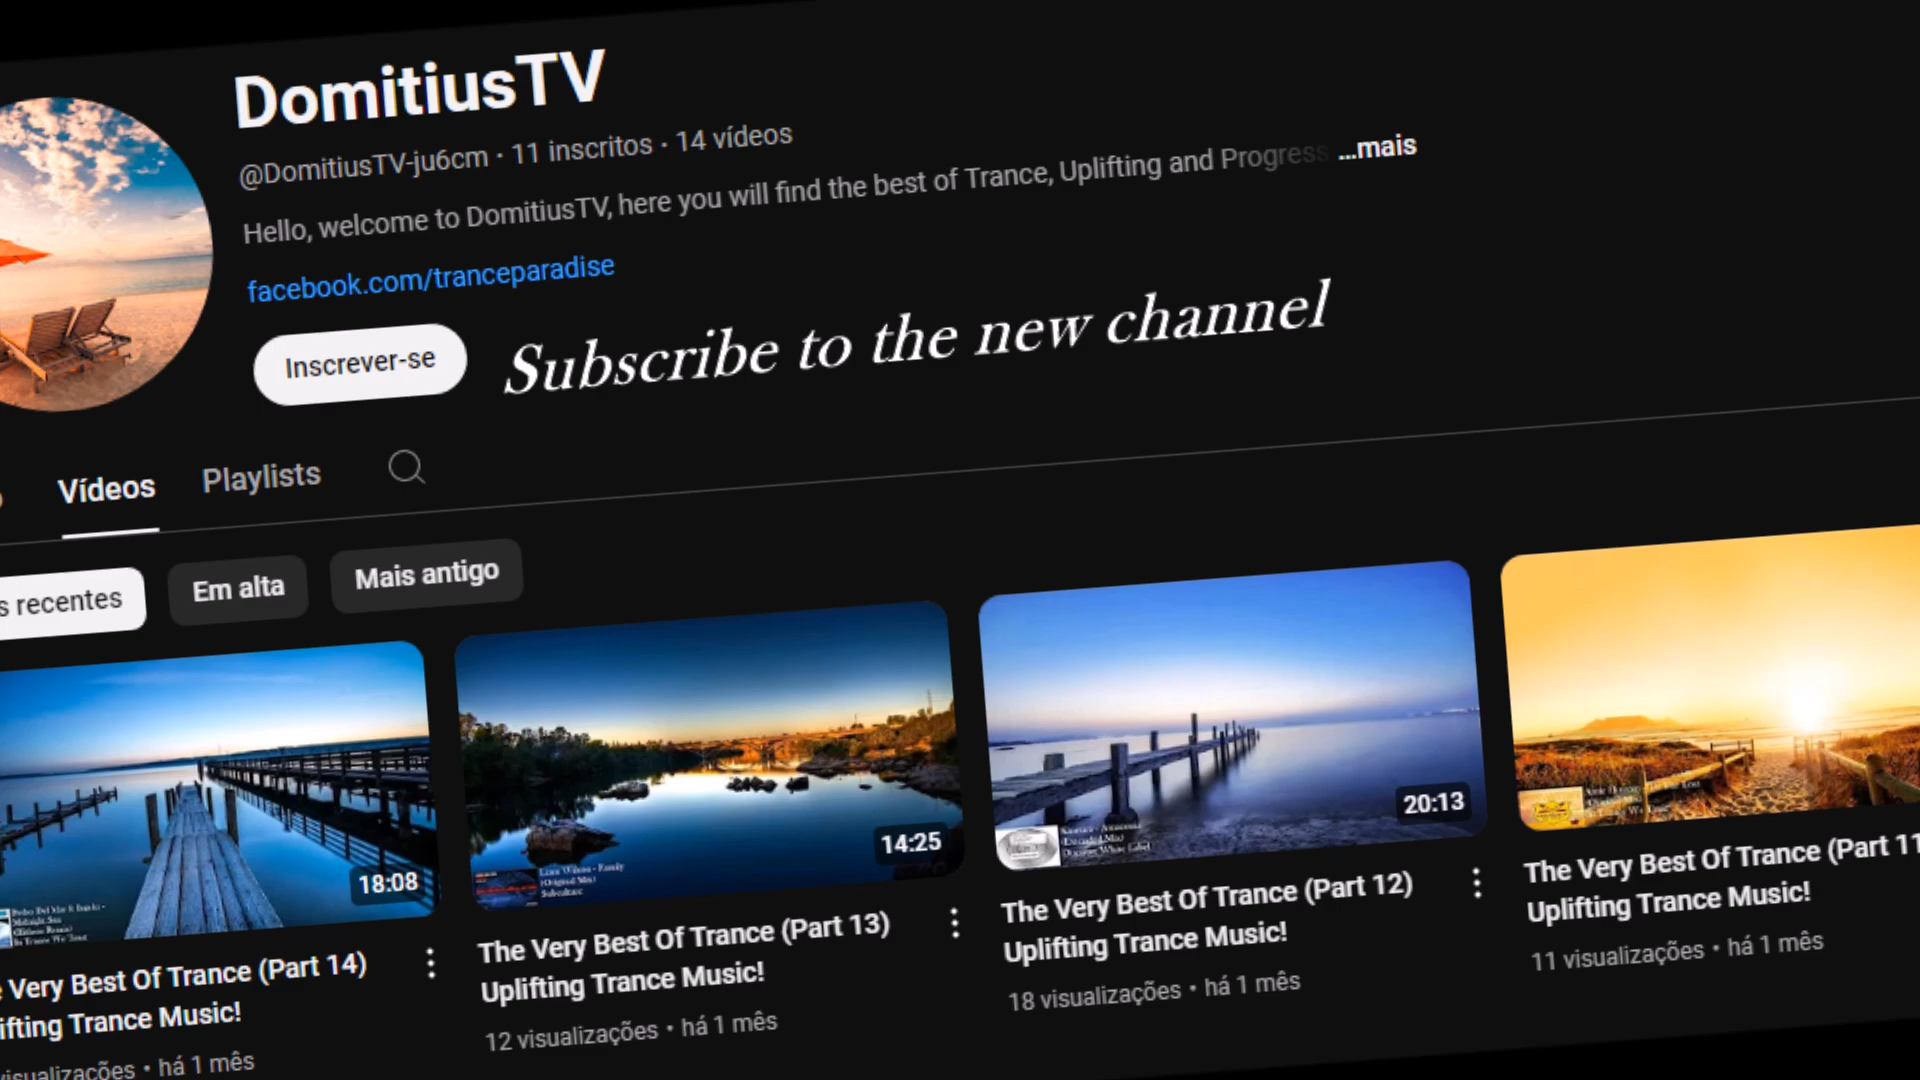 DomitiusTV
@DomitiusTV-ju6cm • 11 inscritos • 14 vídeos
Hello, welcome to DomitiusTV, here you will find the best of Trance, Uplifting and Progress ...mais
facebook.com/tranceparadise
Inscrever-se
Subscribe to the new channel
Vídeos Playlists
s recentes Em alta Mais antigo
18:08
14:25
20:13
Very Best Of Trance (Part 14)
ifting Trance Music!
visualizações • há 1 mês
The Very Best Of Trance (Part 13)
Uplifting Trance Music!
12 visualizações • há 1 mês
The Very Best Of Trance (Part 12)
Uplifting Trance Music!
18 visualizações • há 1 mês
The Very Best Of Trance (Part 11
Uplifting Trance Music!
11 visualizações • há 1 mês